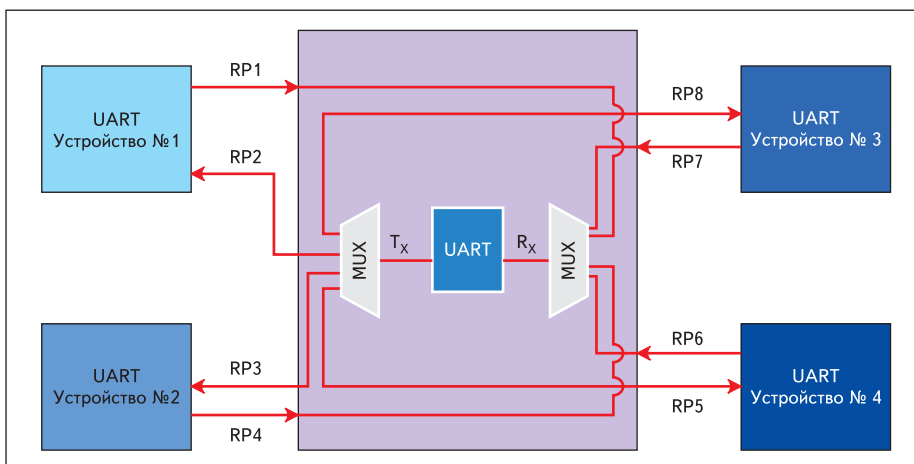 RP1
UART
Устройство №1
RP2
RP8
UART
Устройство № 3
RP7
MUX
TX
UART
RX
MUX
UART
Устройство №2
RP3
RP4
RP6
UART
Устройство № 4
RP5